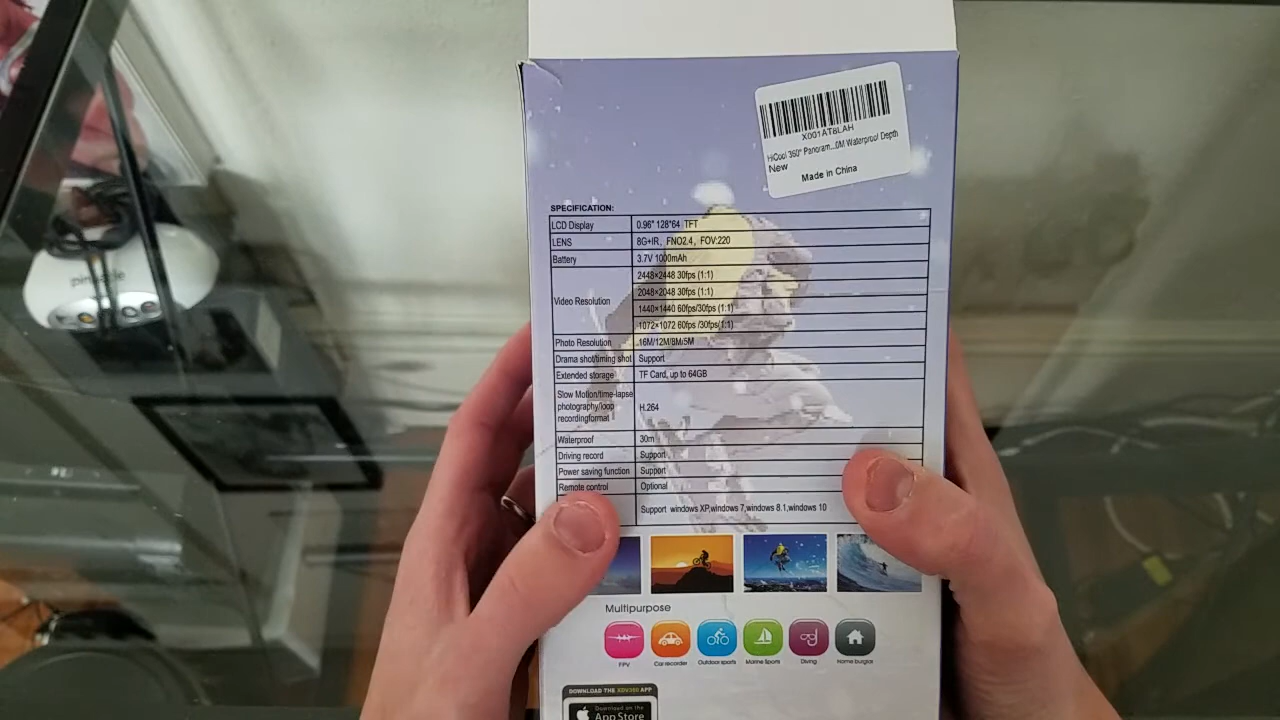 X001AT8LAH
HiCool 360° Panoram...0M Waterproof Depth
New
Made in China
SPECIFICATION:
LCD Display 0.96" 128*64 TFT
LENS 8G+IR, FNO2.4, FOV:220
Battery 3.7V 1000mAh
Video Resolution
2448×2448 30fps (1:1)
2048×2048 30fps (1:1)
1440×1440 60fps/30fps (1:1)
1072×1072 60fps /30fps(1:1)
Photo Resolution 16M/12M/8M/5M
Drama shot/timing shot Support
Extended storage TF Card, up to 64GB
Slow Motion/time-lapse
photography/loop
recordingformat
H.264
Waterproof 30m
Driving record Support
Power saving function Support
Remote control Optional
Support windows XP,windows 7,windows 8.1,windows 10
Multipurpose
FPV Car recorder Outdoor sports Marine Sports Diving Home burglar
DOWNLOAD THE XDV360 APP
Download on the
App Store